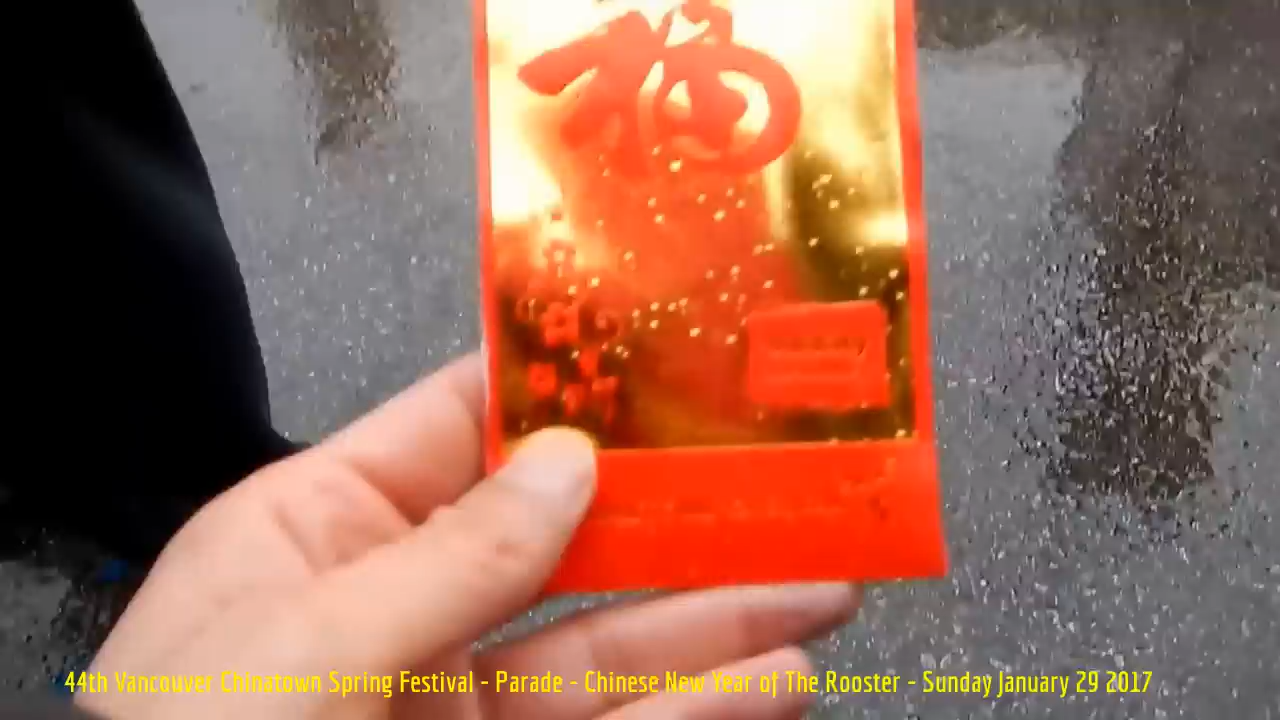 福
44th Vancouver Chinatown Spring Festival - Parade - Chinese New Year of The Rooster - Sunday January 29 2017